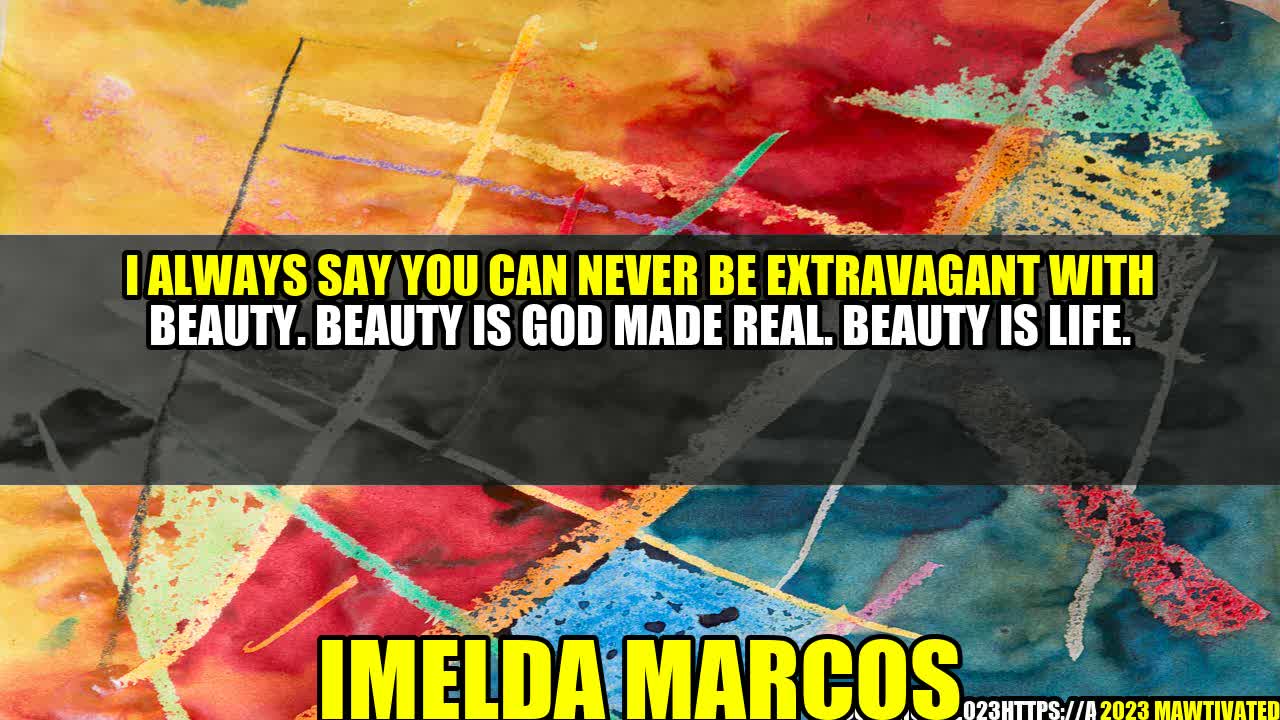 I ALWAYS SAY YOU CAN NEVER BE EXTRAVAGANT WITH
BEAUTY. BEAUTY IS GOD MADE REAL. BEAUTY IS LIFE.
IMELDA MARCOS
.023HTTPS://A 2023 MAWTIVATED